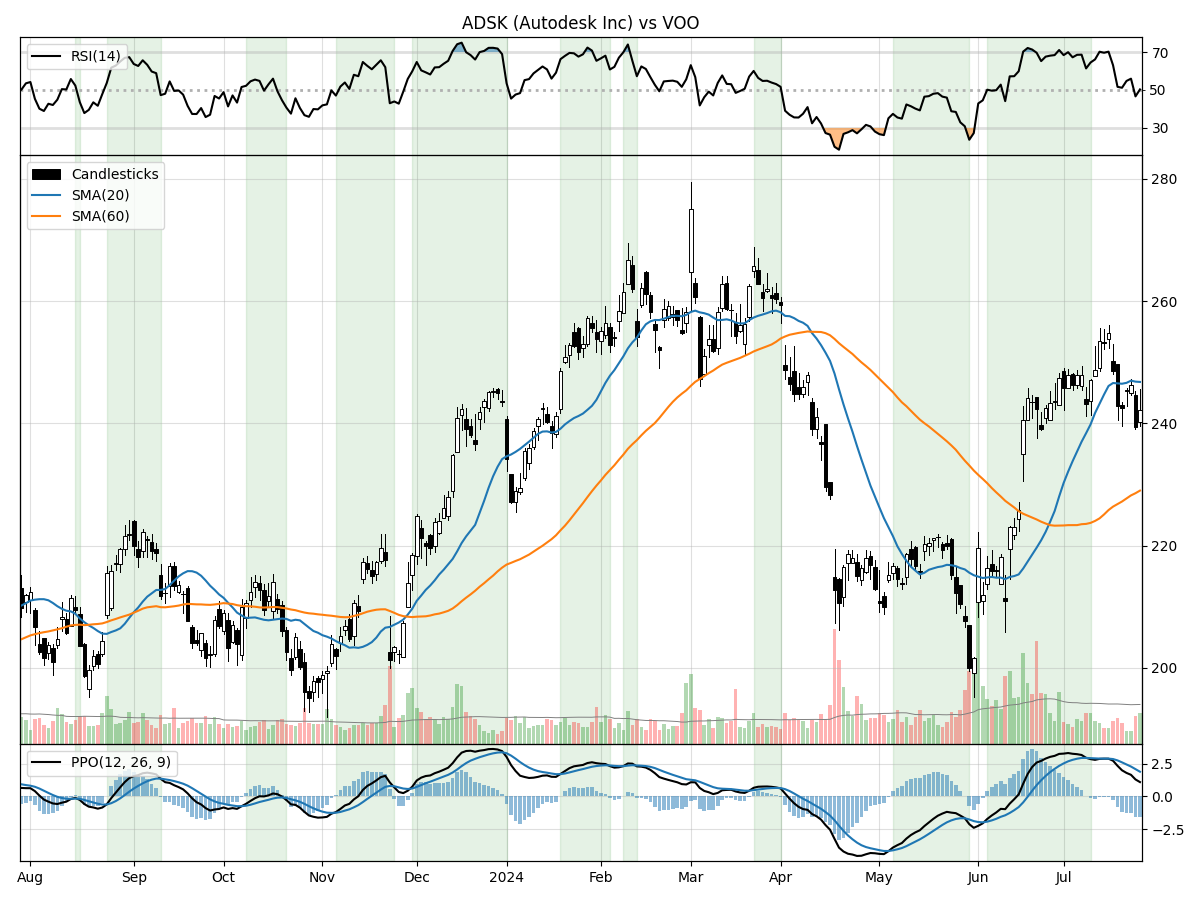 ADSK (Autodesk Inc) vs VOO
RSI(14)
70
50
30
Candlesticks
SMA(20)
SMA(60)
280
260
240
220
200
PPO(12, 26, 9)
2.5
0.0
−2.5
Aug Sep Oct Nov Dec 2024 Feb Mar Apr May Jun Jul